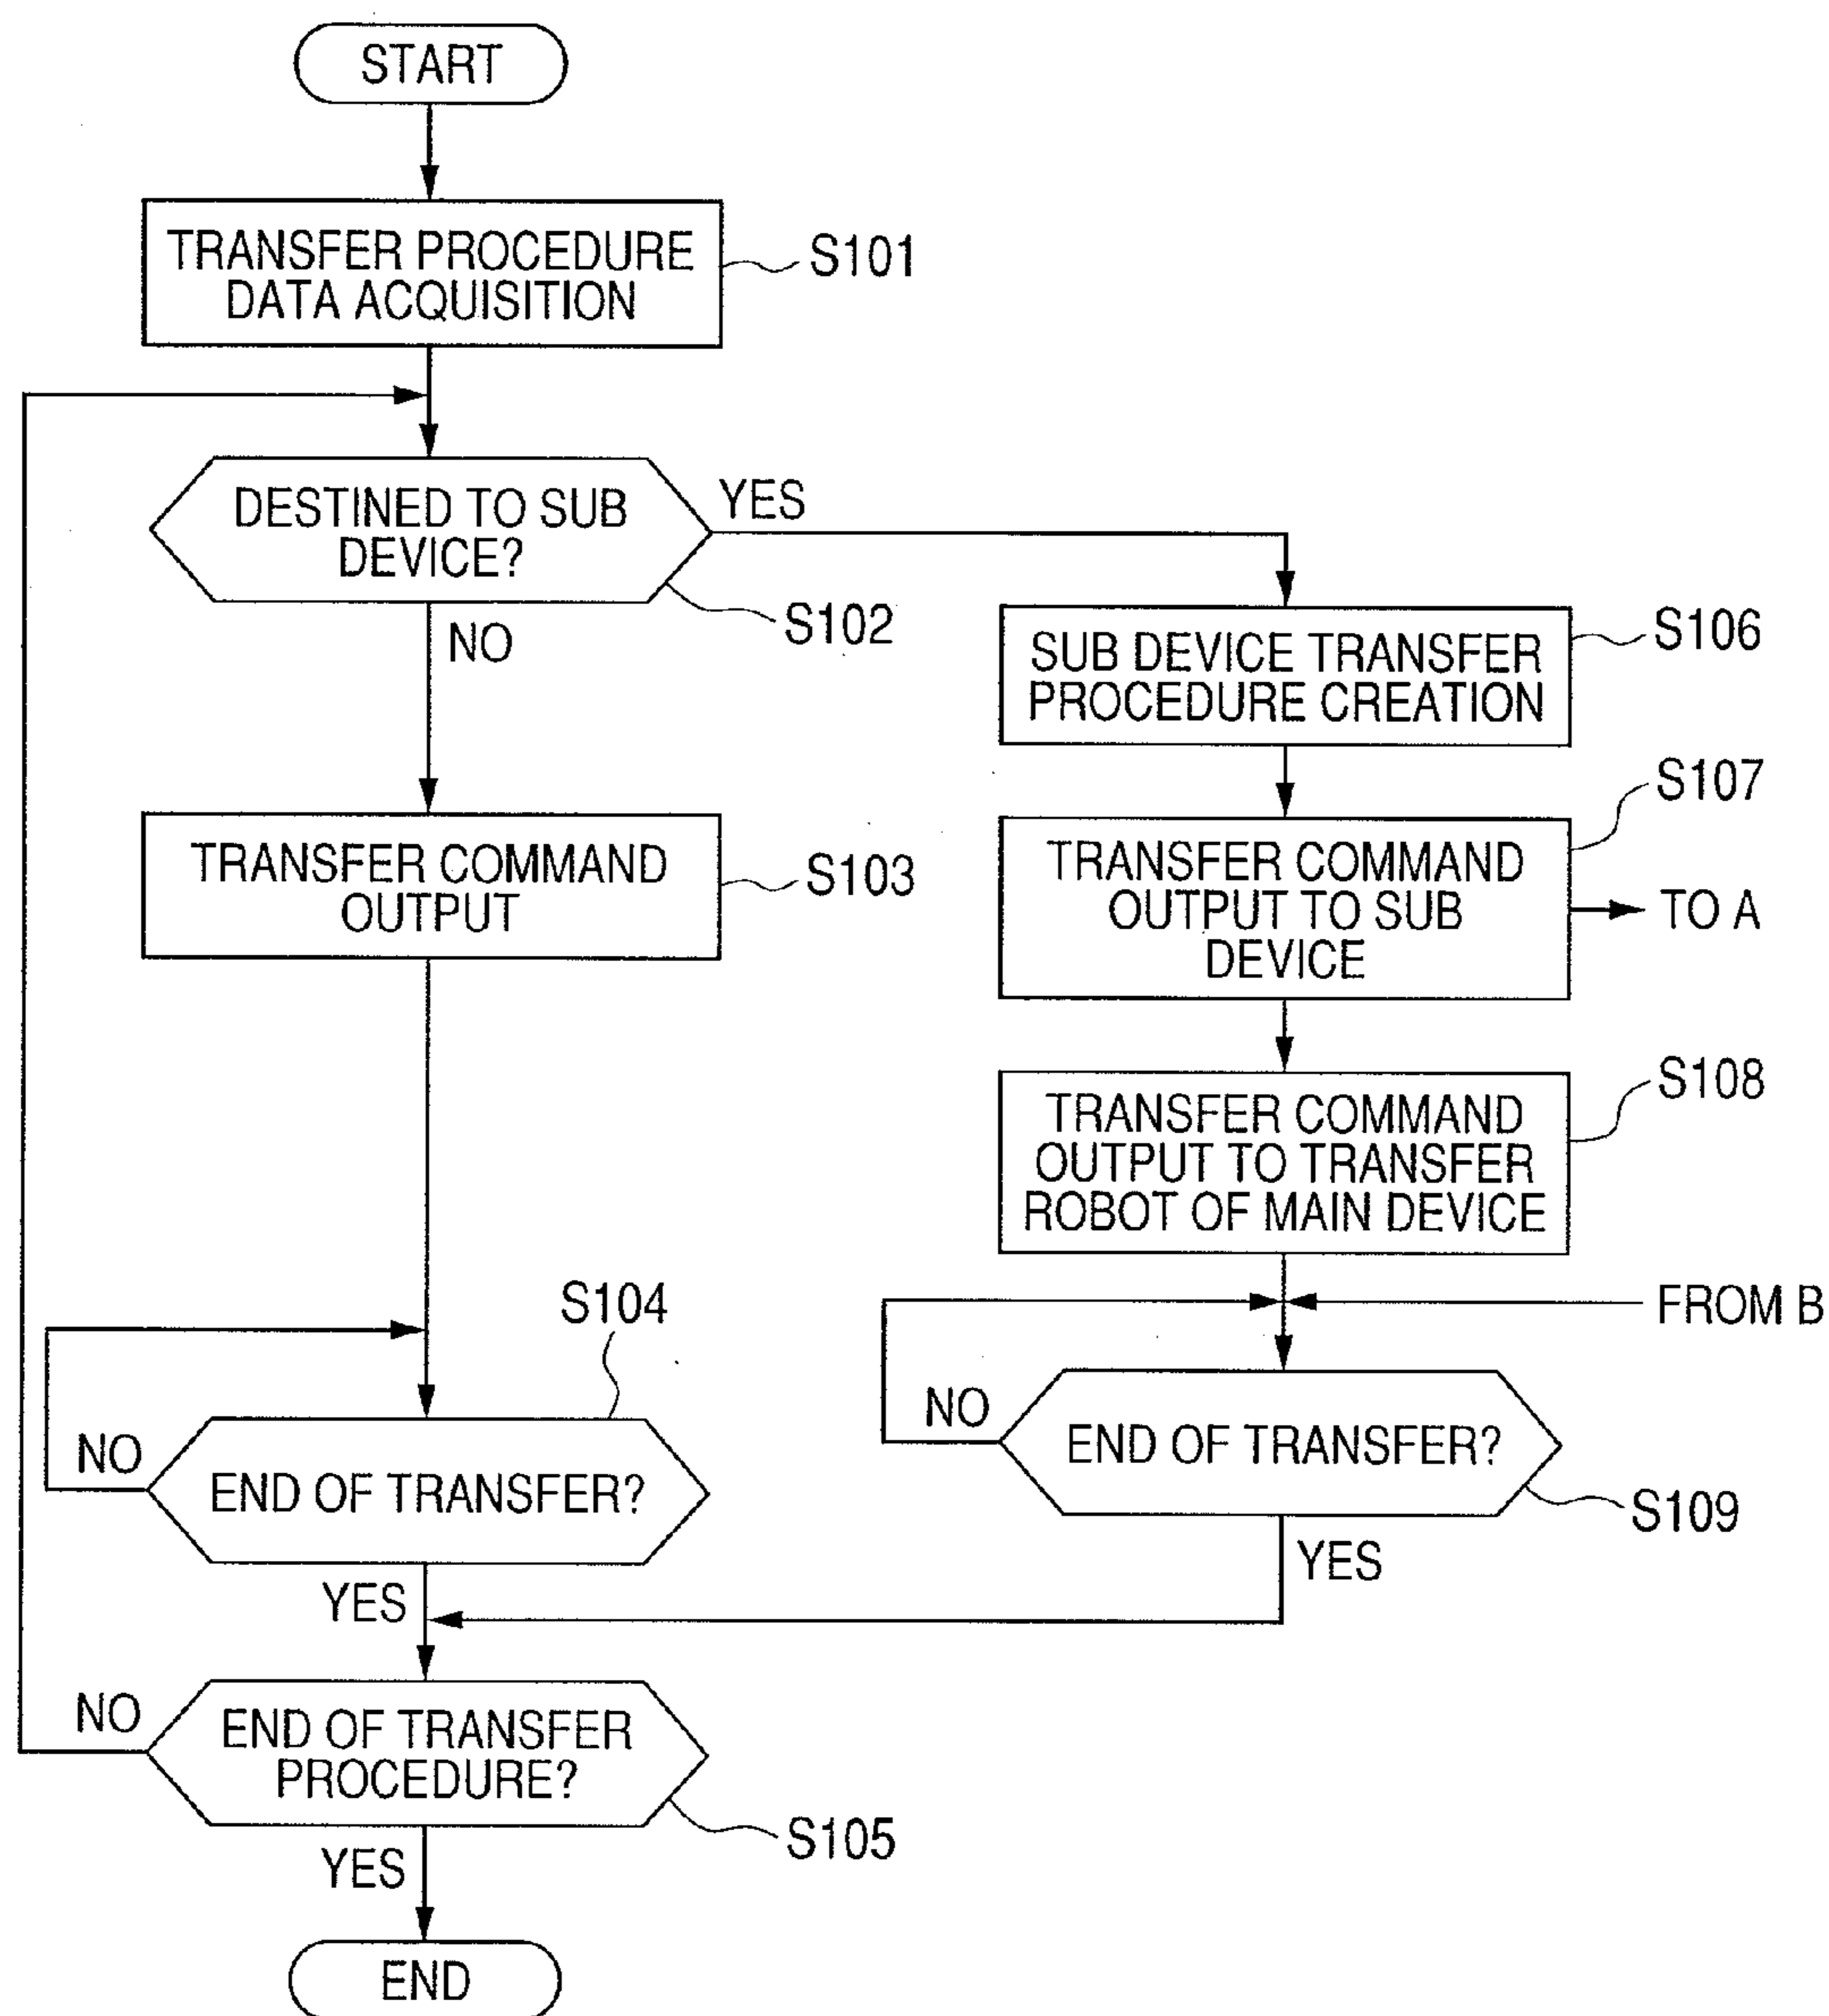 START
TRANSFER PROCEDURE
DATA ACQUISITION
S101
DESTINED TO SUB
DEVICE?
YES
S102
NO
SUB DEVICE TRANSFER
PROCEDURE CREATION
S106
TRANSFER COMMAND
OUTPUT
S103
S107
TRANSFER COMMAND
OUTPUT TO SUB
DEVICE
TO A
S108
TRANSFER COMMAND
OUTPUT TO TRANSFER
ROBOT OF MAIN DEVICE
S104
FROM B
NO
END OF TRANSFER?
NO
END OF TRANSFER?
S109
YES
YES
NO
END OF TRANSFER
PROCEDURE?
S105
YES
END